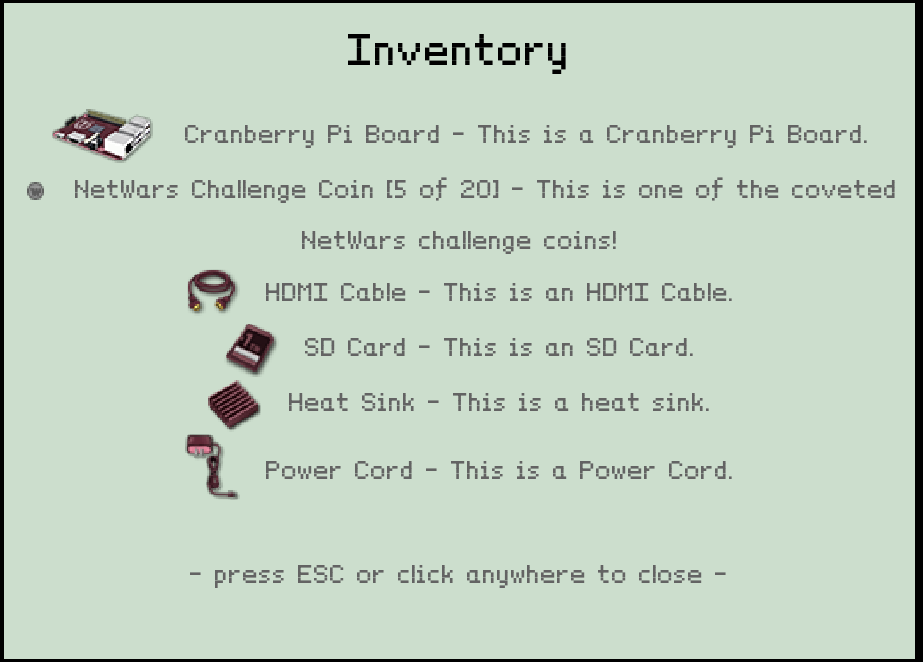 Inventory
Cranberry Pi Board - This is a Cranberry Pi Board.
NetWars Challenge Coin [5 of 20] - This is one of the coveted
NetWars challenge coins!
HDMI Cable - This is an HDMI Cable.
SD Card - This is an SD Card.
Heat Sink - This is a heat sink.
Power Cord - This is a Power Cord.
- press ESC or click anywhere to close -